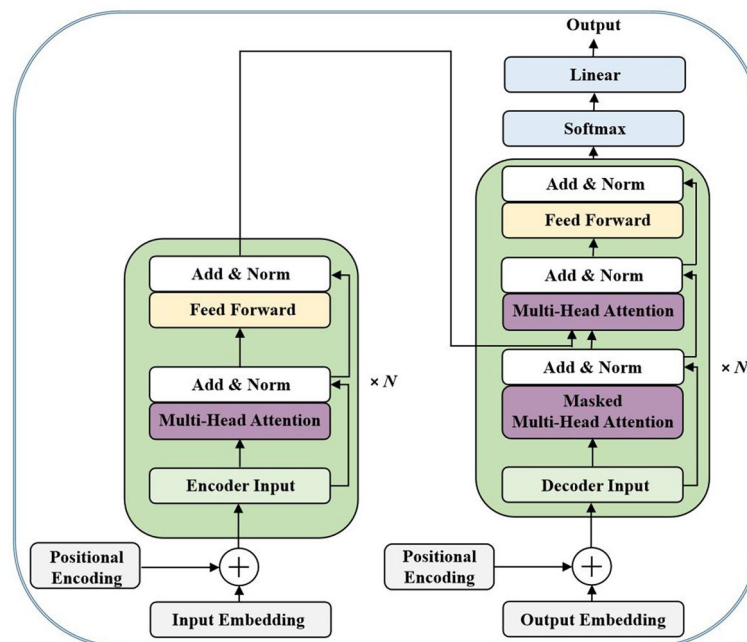 Output
Linear
Softmax
Add & Norm
Feed Forward
Add & Norm
Multi-Head Attention
Add & Norm
Masked
Multi-Head Attention
Decoder Input
× N
Positional
Encoding
Output Embedding
Add & Norm
Feed Forward
Add & Norm
Multi-Head Attention
Encoder Input
× N
Positional
Encoding
Input Embedding